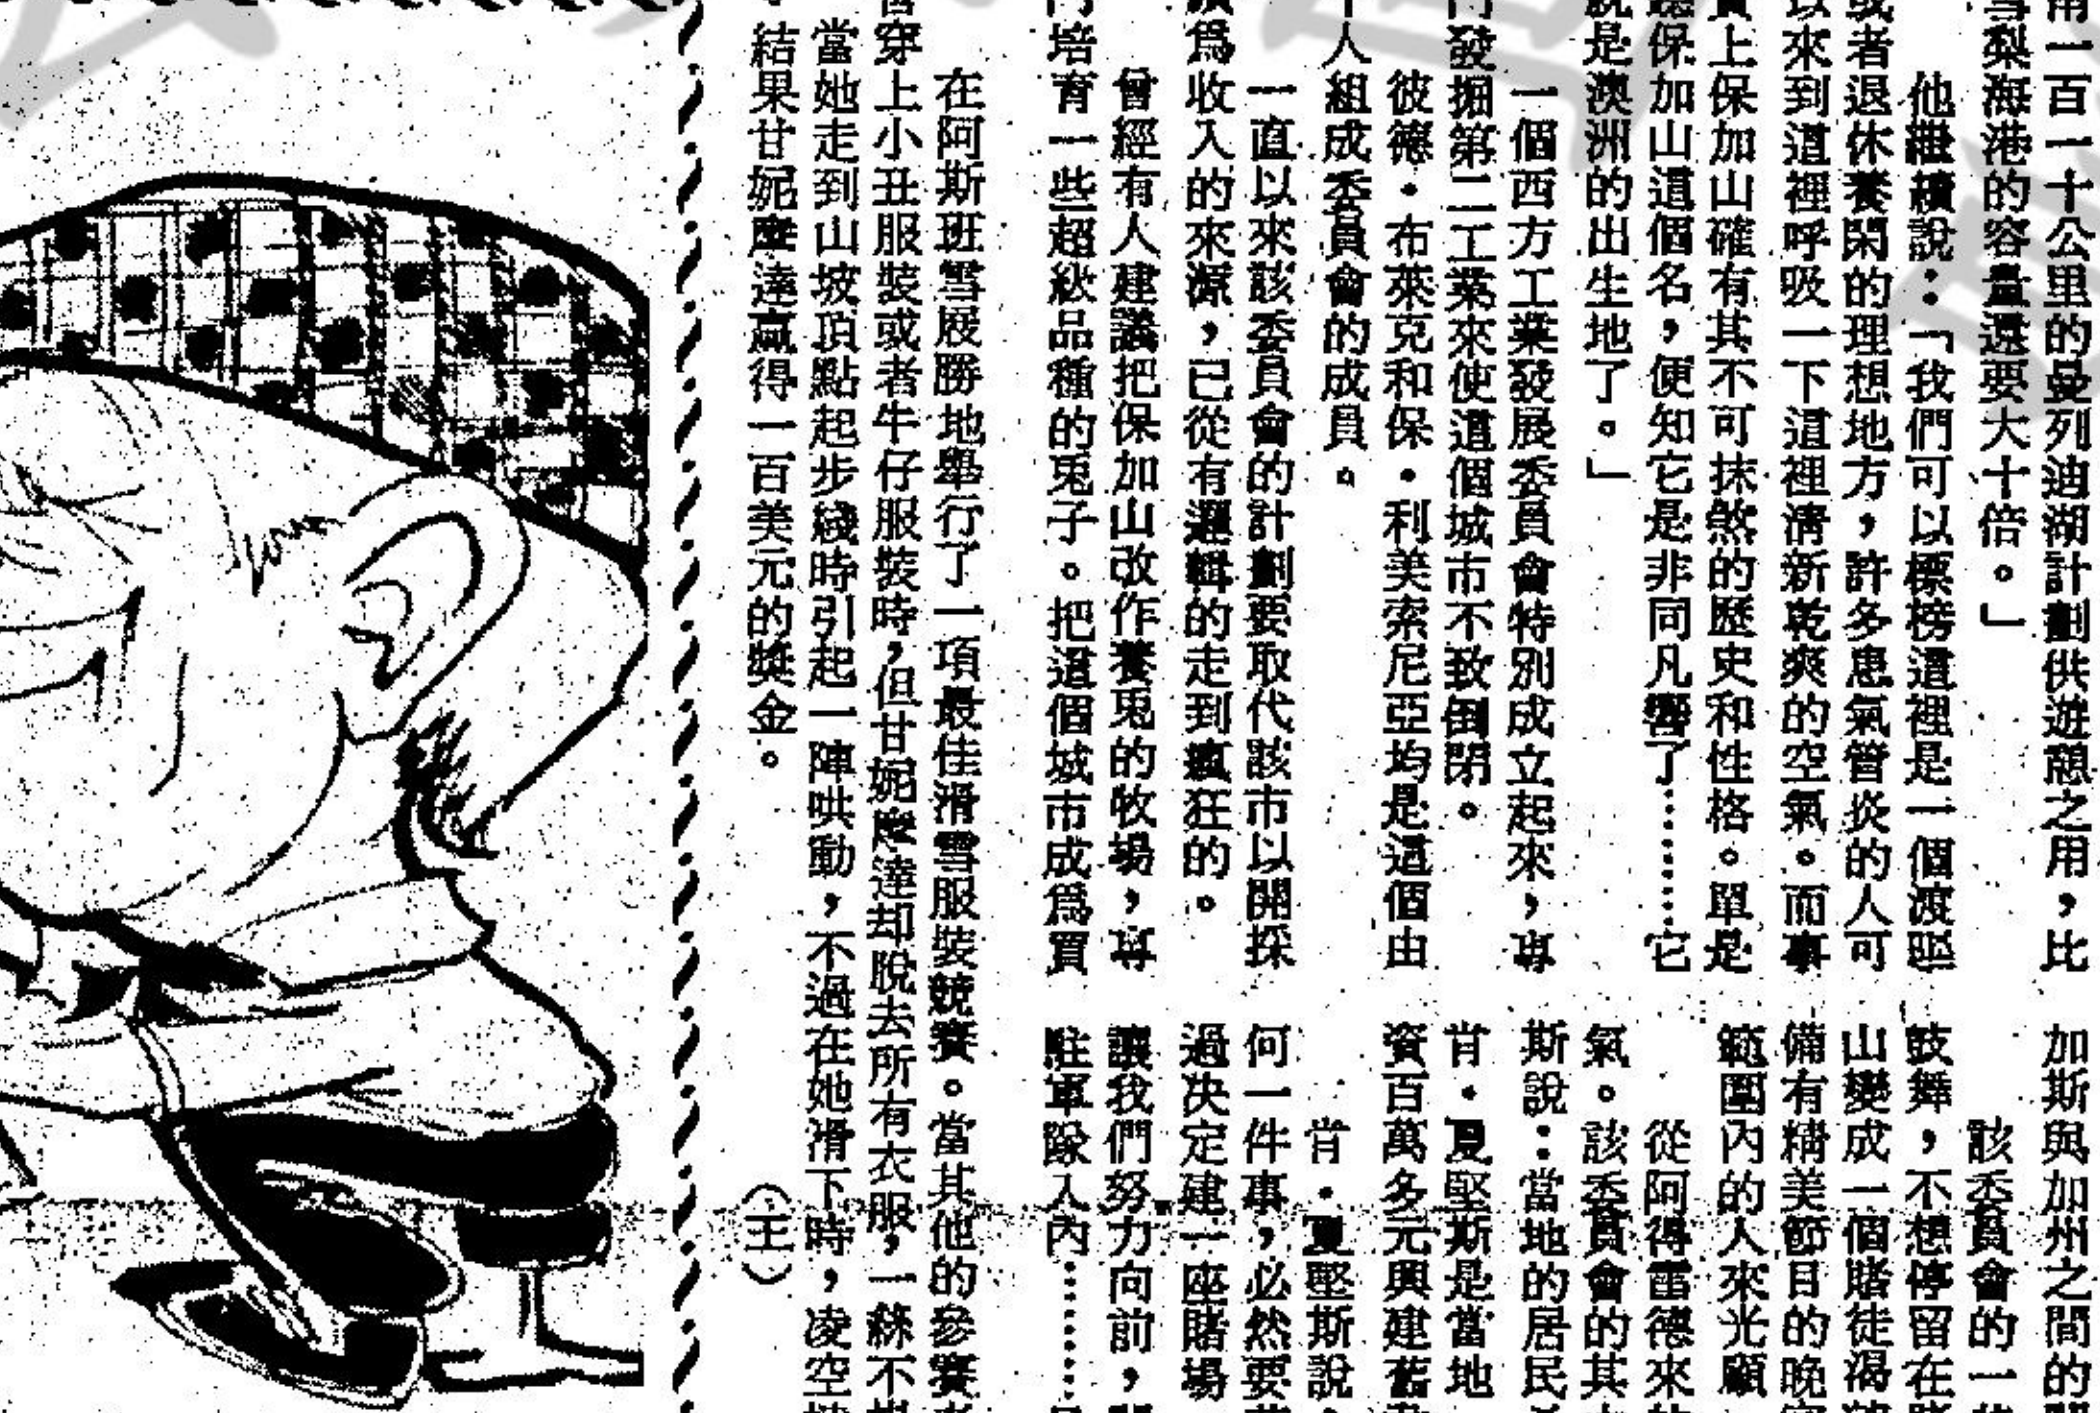 用一百一十公里的曼列迪湖計劃供遊憩之用，比
雪梨海港的容量還要大十倍。」
他繼續說：「我們可以標榜這裡是一個渡
或者退休養閑的理想地方，許多患氣管炎的人可
以來到這裡呼吸一下這裡清新乾爽的空氣。而事
實上保加山確有其不可抹煞的歷史和性格。單是
聽保加山這個名，便知它是非同凡響了………它
就是澳洲的出生地了。」
一個西方工業發展委員會特別成立起來，專
門發掘第二工業來使這個城市不致倒閉。
彼德·布萊克和保·利美索尼亞均是這個由
人組成委員會的成員。
一直以來該委員會的計劃要取代該市以開採
為收入的來源，已從有邏輯的走到瘋狂的。
曾經有人建議把保加山改作養兎的牧場，專
門培育一些超級品種的兎子。把這個城市成爲買
加斯與加州之間的
該委員會的一
鼓舞，不想停留在
山變成一個賭徒渴
備有精美節目的晚
範圍內的人來光顧
從阿得雷德來
氣。該委員會的其
斯說：當地的居民
肯·夏堅斯是當地
資百萬多元興建舊
肯·夏堅斯說
何一件事，必然要
過決定建一座賭場
讓我們努力向前，
駐軍隊入內………
在阿斯班雪屐勝地舉行了一項最佳滑雪服裝競賽。當其他的參賽者
穿上小丑服裝或者牛仔服裝時，但甘妮摩達却脫去所有衣服，一絲不掛
當她走到山坡頂點起步綫時引起一陣哄動，不過在她滑下時，凌空
結果甘妮摩達贏得一百美元的獎金。
（王）